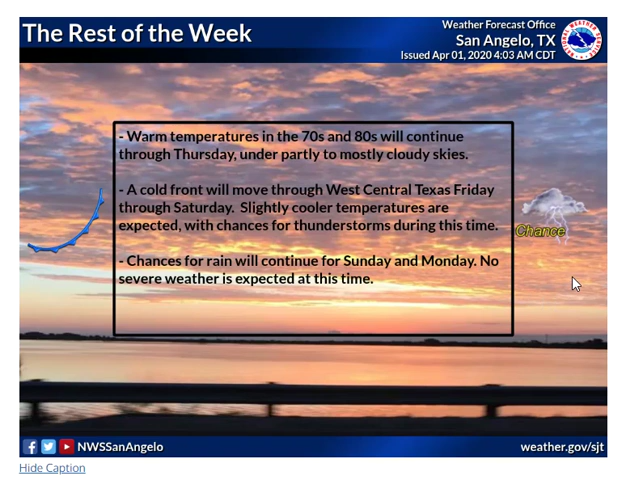 The Rest of the Week
Weather Forecast Office
San Angelo, TX
Issued Apr 01, 2020 4:03 AM CDT
- Warm temperatures in the 70s and 80s will continue
through Thursday, under partly to mostly cloudy skies.
- A cold front will move through West Central Texas Friday
through Saturday. Slightly cooler temperatures are
expected, with chances for thunderstorms during this time.
Chance
- Chances for rain will continue for Sunday and Monday. No
severe weather is expected at this time.
NWSSanAngelo
weather.gov/sjt
Hide Caption